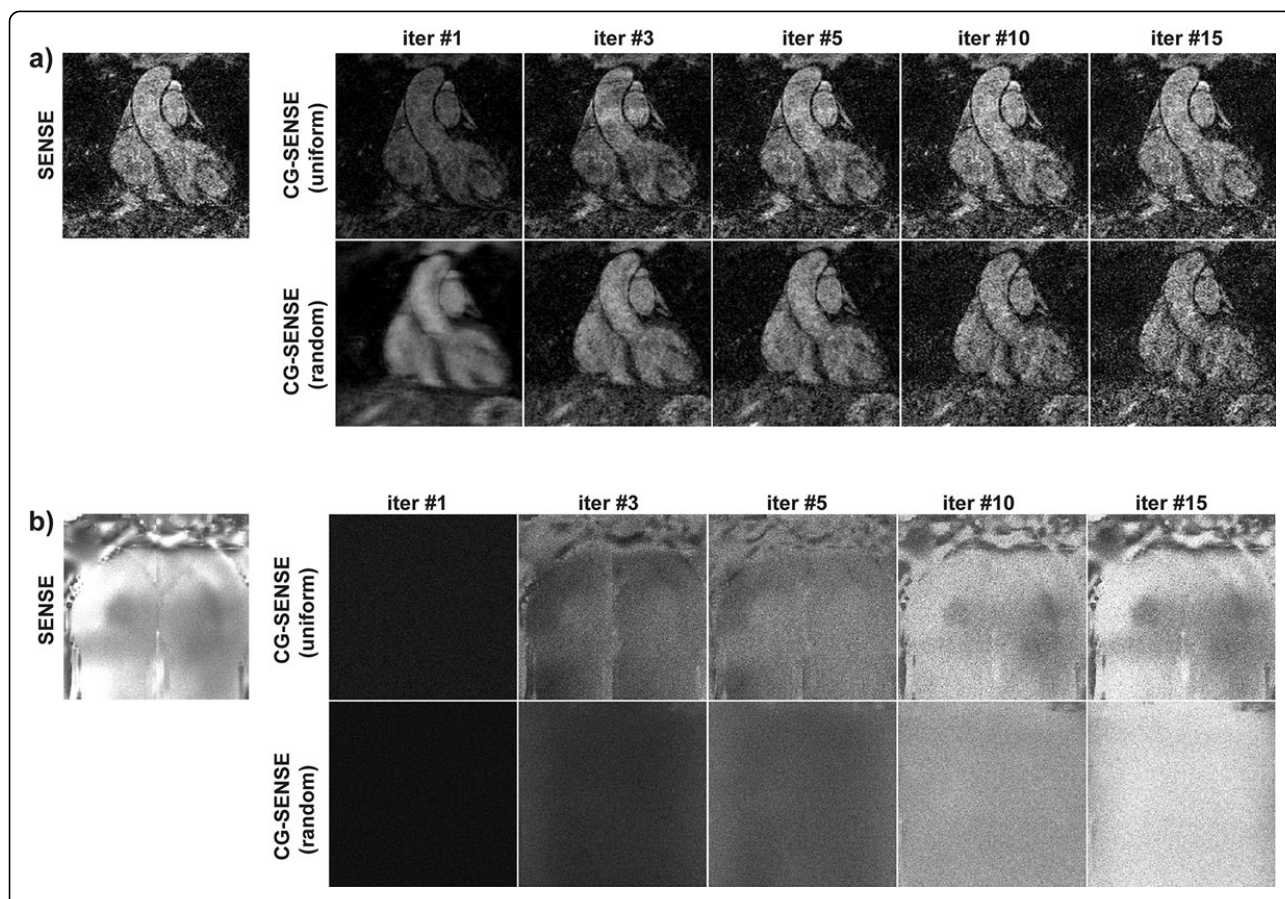 iter #1 iter #3 iter #5 iter #10 iter #15
a)
SENSE
CG-SENSE
(uniform)
CG-SENSE
(random)
iter #1 iter #3 iter #5 iter #10 iter #15
b)
SENSE
CG-SENSE
(uniform)
CG-SENSE
(random)